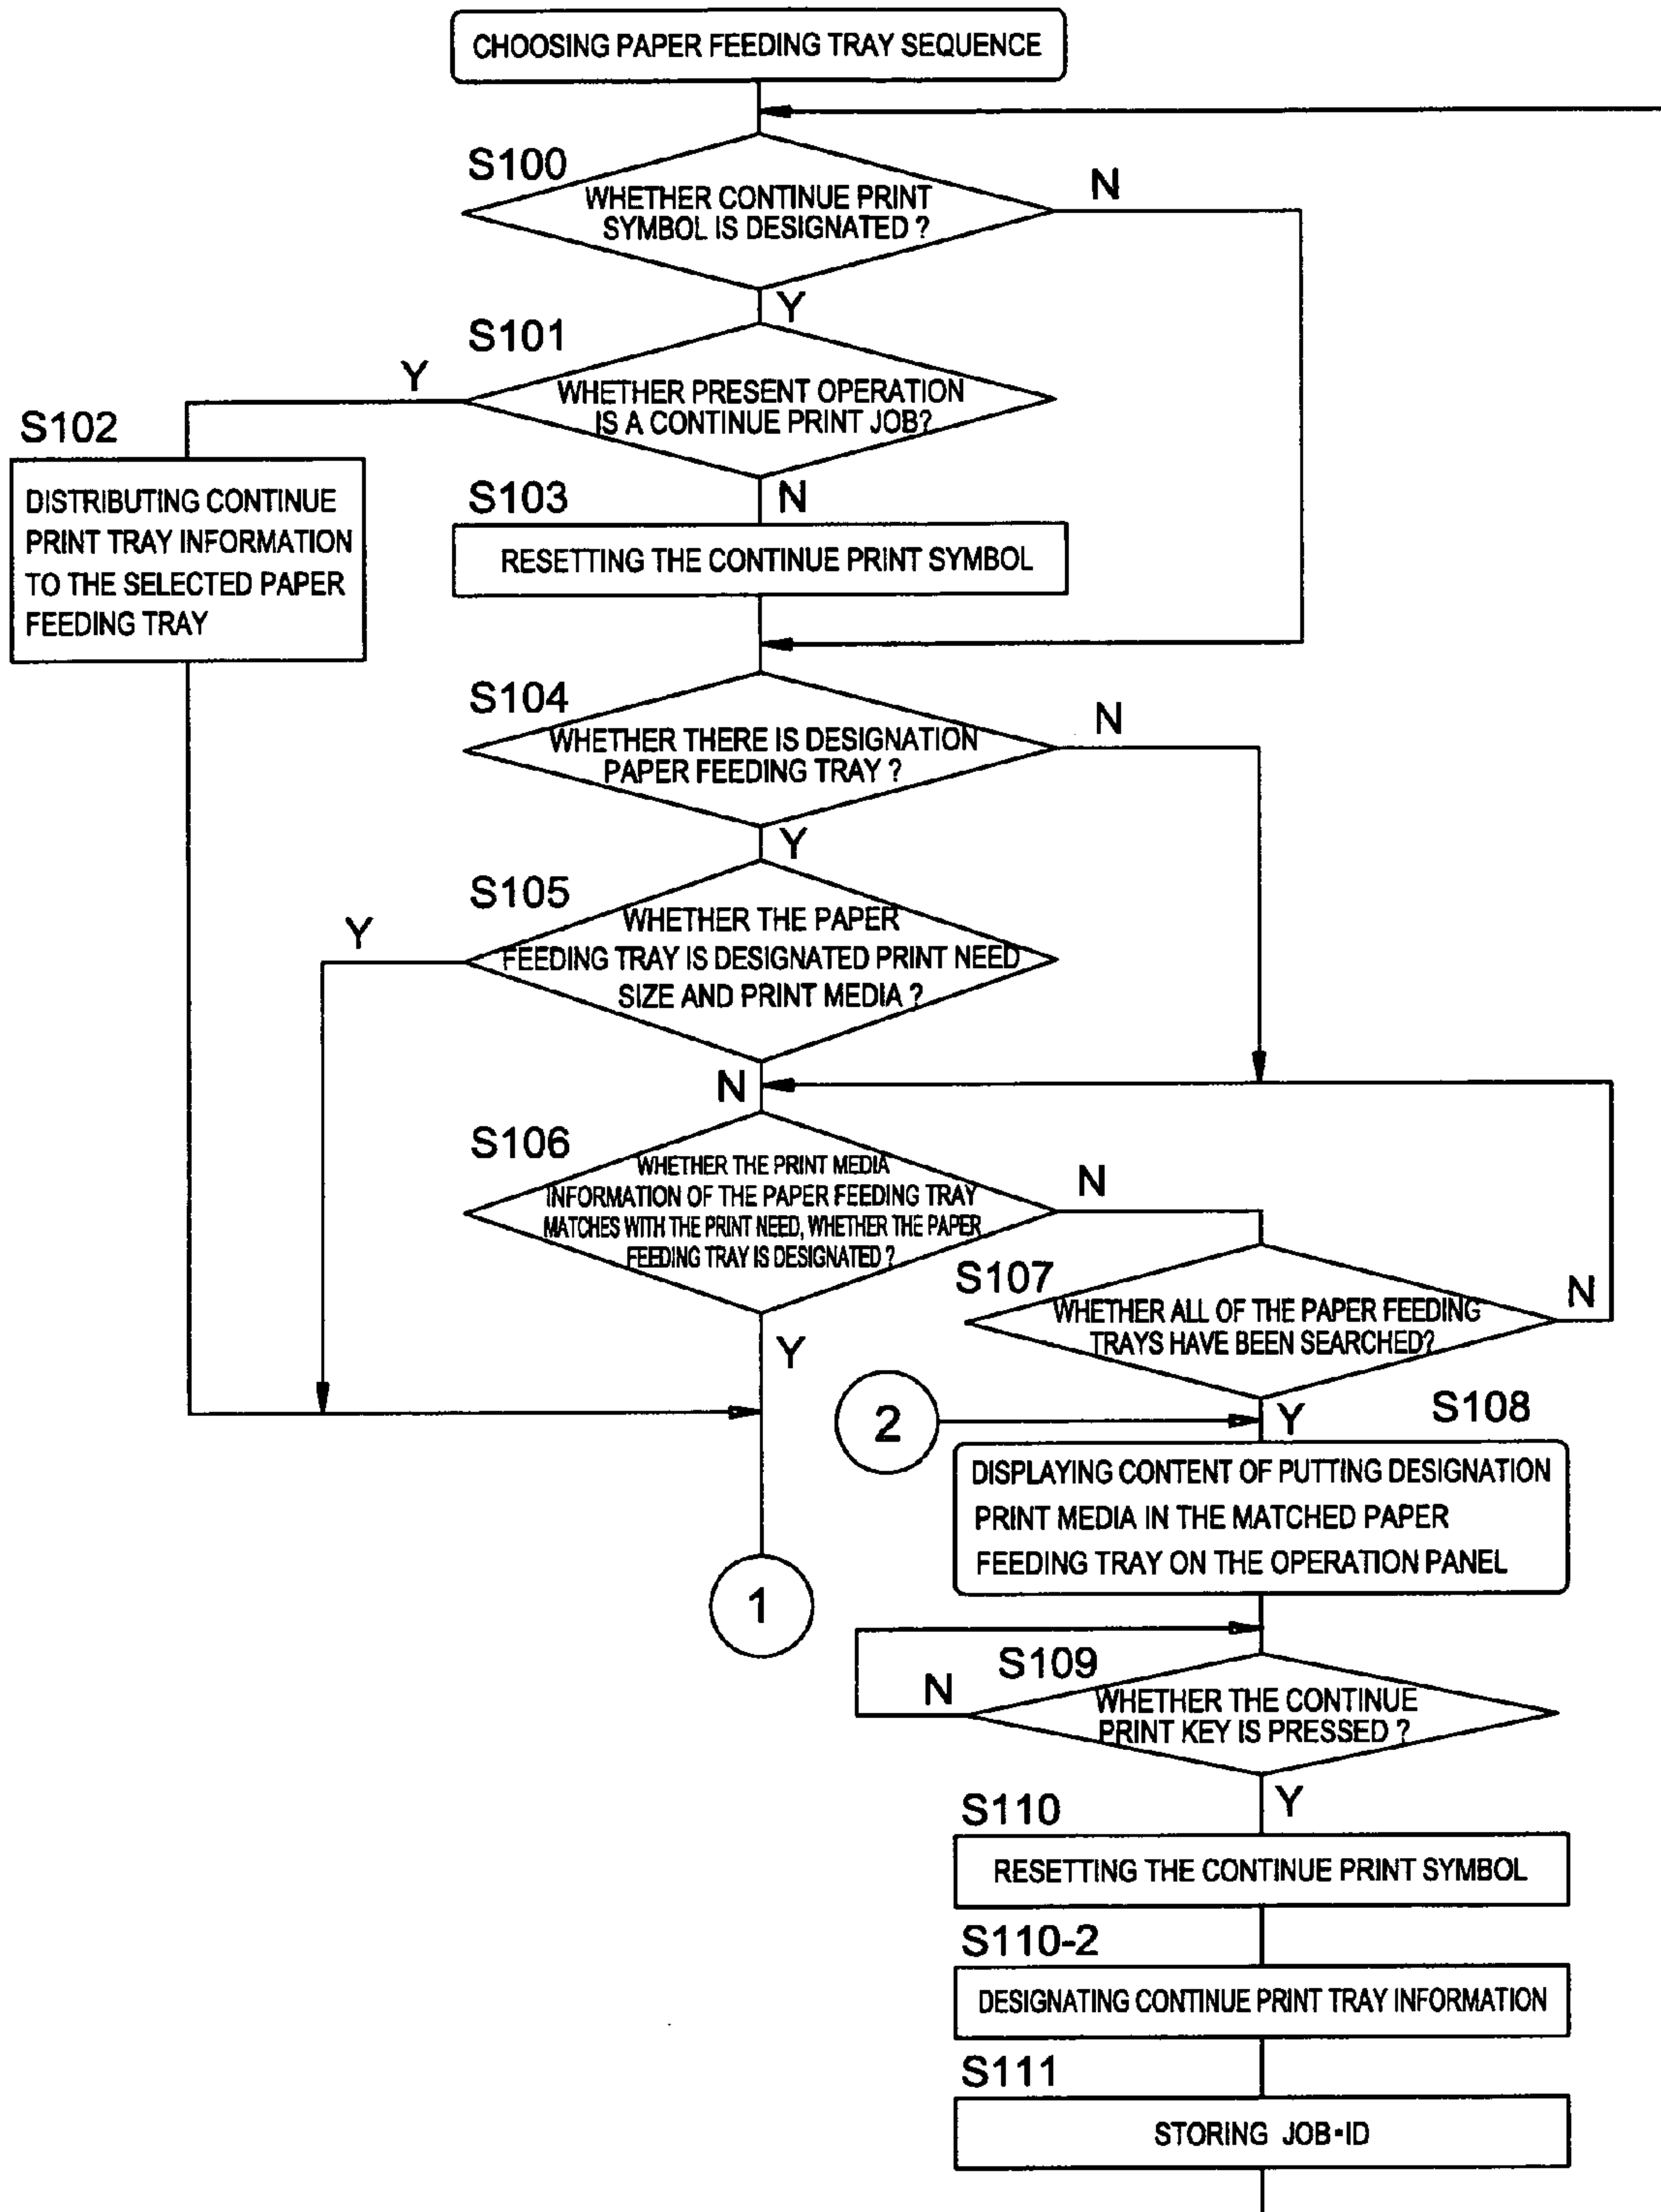 CHOOSING PAPER FEEDING TRAY SEQUENCE
S100
WHETHER CONTINUE PRINT
SYMBOL IS DESIGNATED ?
N
Y
S101
WHETHER PRESENT OPERATION
IS A CONTINUE PRINT JOB?
Y
S102
DISTRIBUTING CONTINUE
PRINT TRAY INFORMATION
TO THE SELECTED PAPER
FEEDING TRAY
N
S103
RESETTING THE CONTINUE PRINT SYMBOL
S104
WHETHER THERE IS DESIGNATION
PAPER FEEDING TRAY ?
N
Y
S105
WHETHER THE PAPER
FEEDING TRAY IS DESIGNATED PRINT NEED
SIZE AND PRINT MEDIA ?
Y
N
S106
WHETHER THE PRINT MEDIA
INFORMATION OF THE PAPER FEEDING TRAY
MATCHES WITH THE PRINT NEED, WHETHER THE PAPER
FEEDING TRAY IS DESIGNATED ?
N
Y
S107
WHETHER ALL OF THE PAPER FEEDING
TRAYS HAVE BEEN SEARCHED?
N
Y
2
1
S108
DISPLAYING CONTENT OF PUTTING DESIGNATION
PRINT MEDIA IN THE MATCHED PAPER
FEEDING TRAY ON THE OPERATION PANEL
S109
WHETHER THE CONTINUE
PRINT KEY IS PRESSED ?
N
Y
S110
RESETTING THE CONTINUE PRINT SYMBOL
S110-2
DESIGNATING CONTINUE PRINT TRAY INFORMATION
S111
STORING JOB-ID